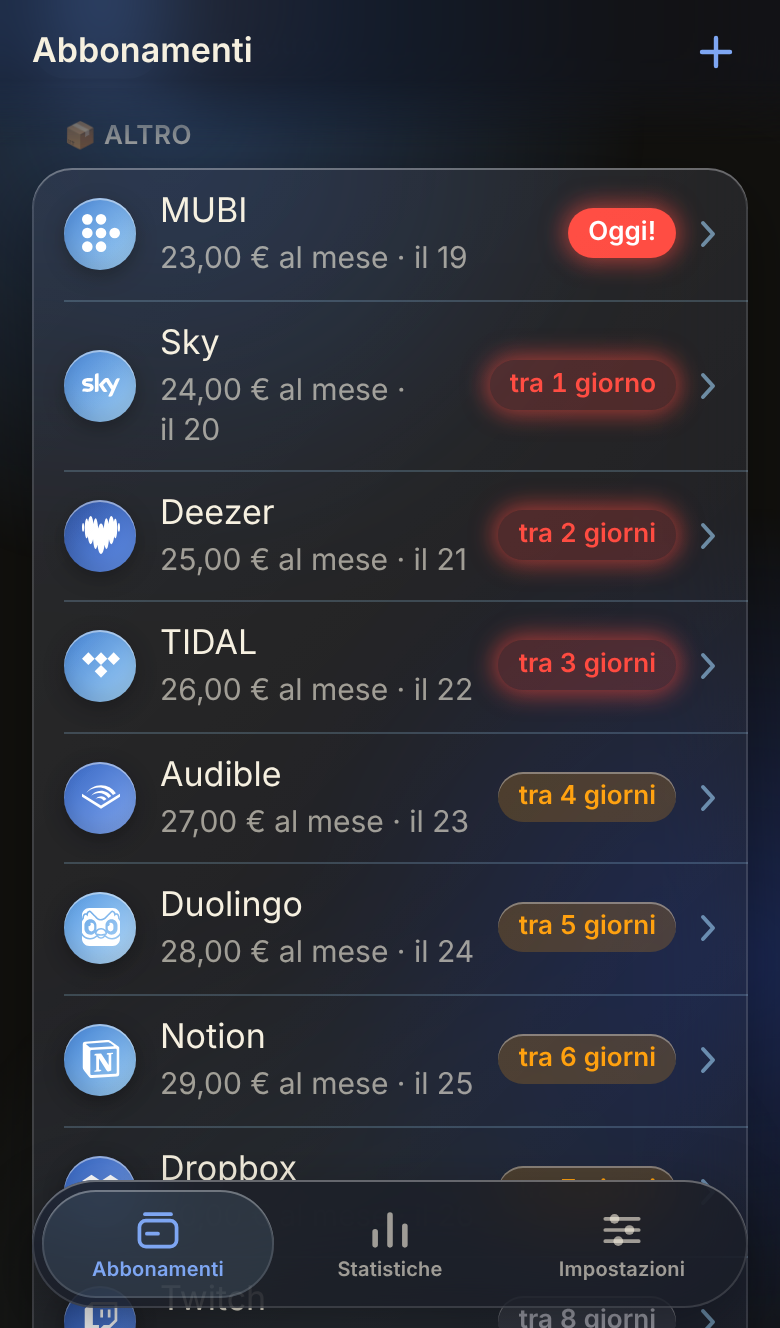 Abbonamenti
📦 ALTRO
MUBI
23,00 € al mese · il 19
Oggi!
sky
Sky
24,00 € al mese ·
il 20
tra 1 giorno
Deezer
25,00 € al mese · il 21
tra 2 giorni
TIDAL
26,00 € al mese · il 22
tra 3 giorni
Audible
27,00 € al mese · il 23
tra 4 giorni
Duolingo
28,00 € al mese · il 24
tra 5 giorni
N
Notion
29,00 € al mese · il 25
tra 6 giorni
Dropbox
Abbonamenti
Statistiche
Impostazioni
Twitch
tra 8 giorni